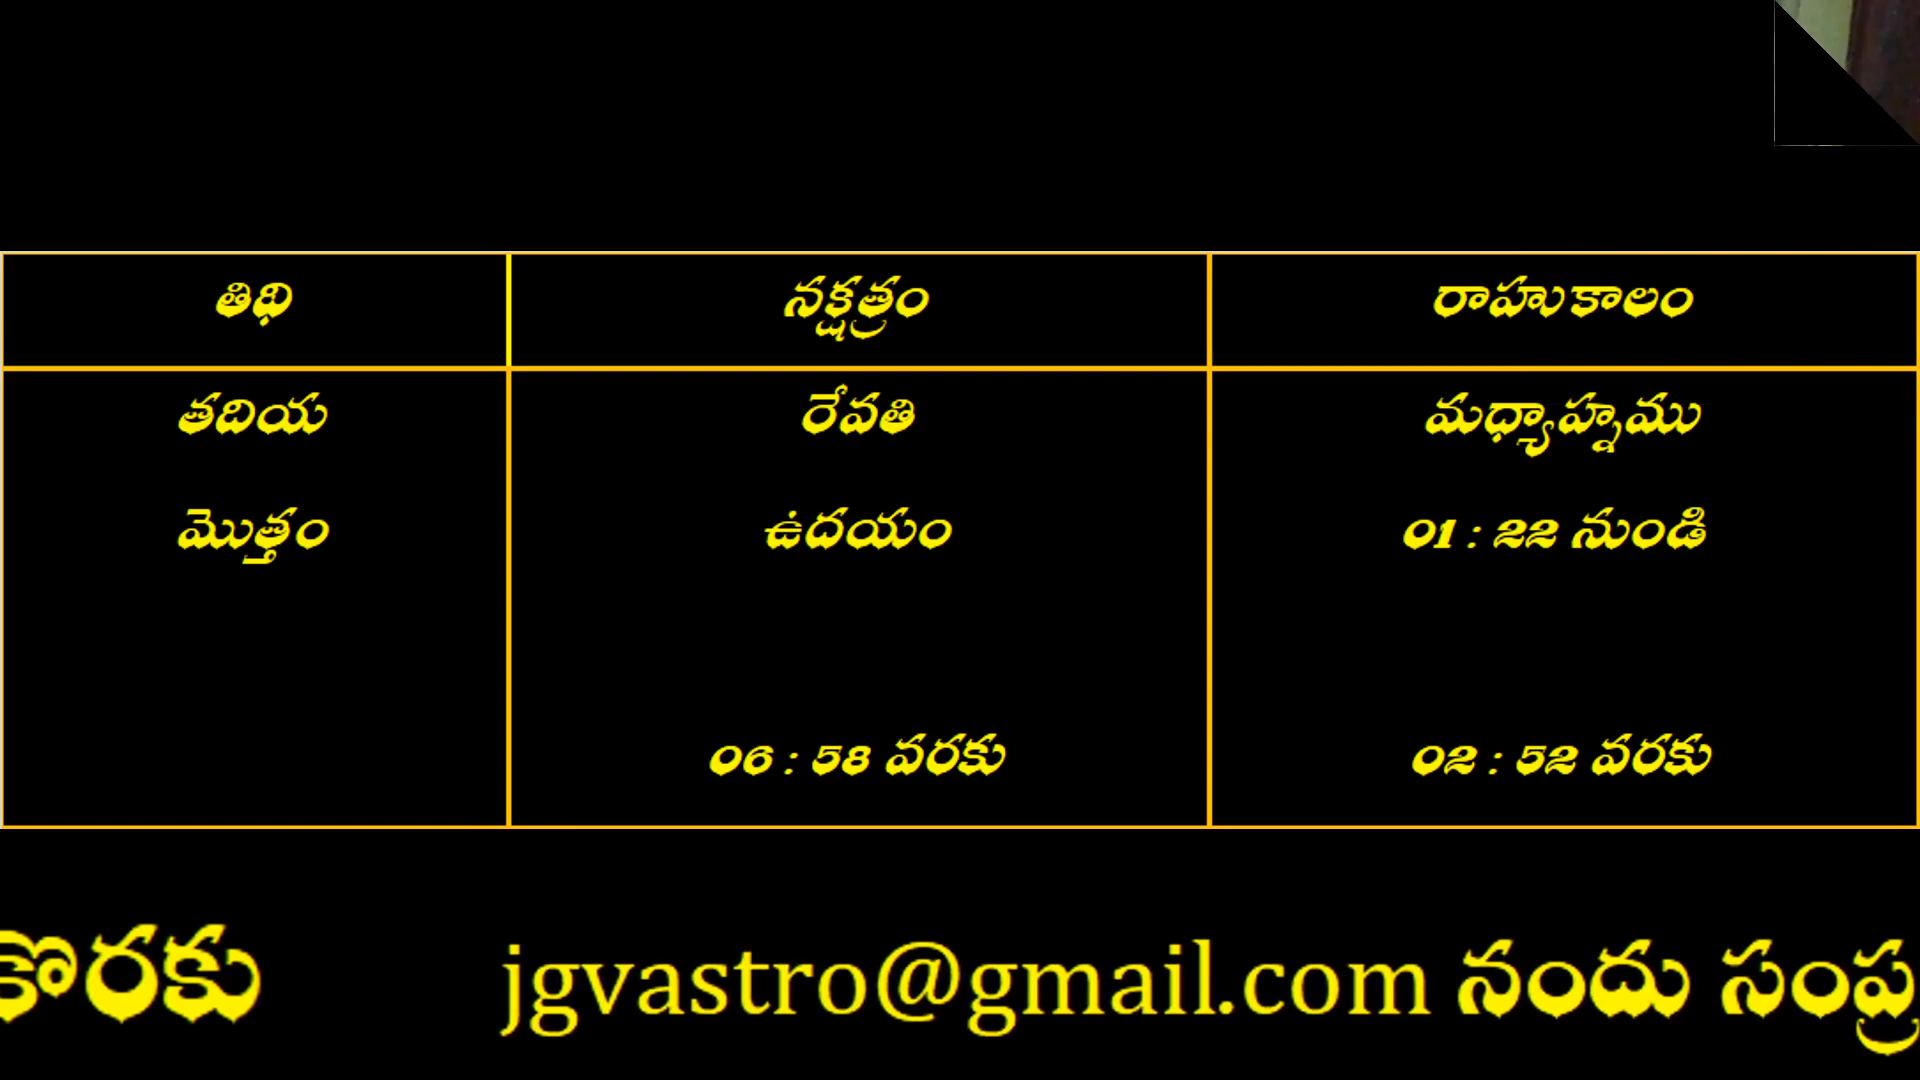 తిథి నక్షత్రం రాహుకాలం
తదియ రేవతి మధ్యాహ్నము
మొత్తం ఉదయం 01 : 22 నుండి
06 : 58 వరకు 02 : 52 వరకు
కొరకు jgvastro@gmail.com నందు సంప్ర